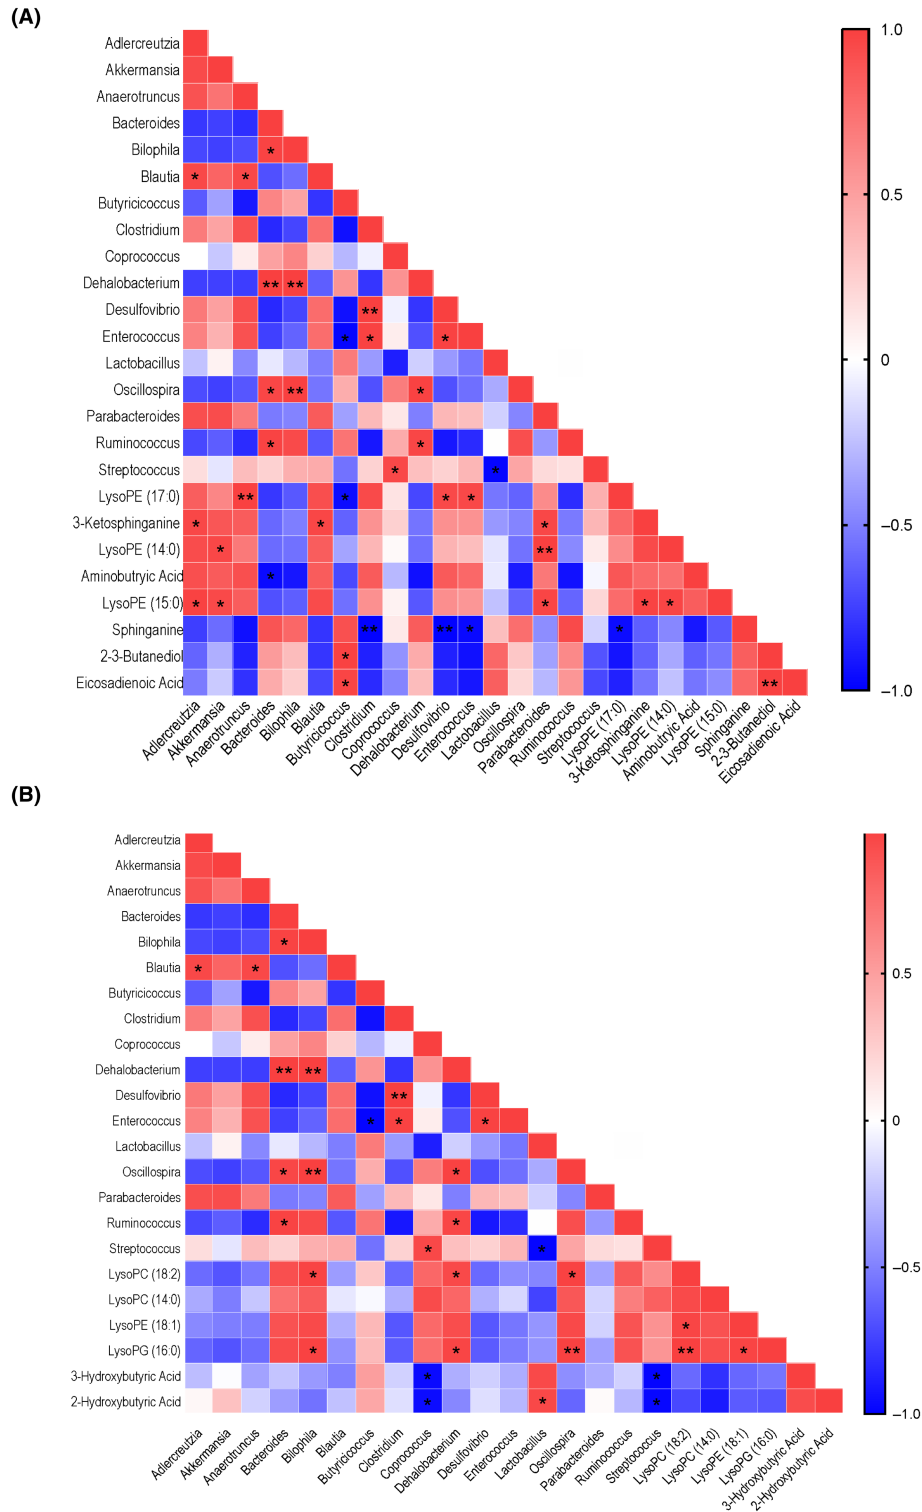 (A)
Adlercreutzia
Akkermansia
Anaerotruncus
Bacteroides
Bilophila
*
Blautia
* *
Butyricicoccus
Clostridium
Coprococcus
Dehalobacterium
** **
Desulfovibrio
**
Enterococcus
* * *
Lactobacillus
Oscillospira
* ** *
Parabacteroides
Ruminococcus
* *
Streptococcus
* *
LysoPE (17:0)
** * * *
3-Ketosphinganine
* * *
LysoPE (14:0)
* **
Aminobutryic Acid
*
LysoPE (15:0)
* * * * *
Sphinganine
** ** * *
2-3-Butanediol
*
Eicosadienoic Acid
* **
1.0
0.5
0
–0.5
–1.0
Adlercreutzia
Akkermansia
Anaerotruncus
Bacteroides
Bilophila
Blautia
Butyricicoccus
Clostridium
Coprococcus
Dehalobacterium
Desulfovibrio
Enterococcus
Lactobacillus
Oscillospira
Parabacteroides
Ruminococcus
Streptococcus
LysoPE (17:0)
3-Ketosphinganine
LysoPE (14:0)
Aminobutyric Acid
LysoPE (15:0)
Sphinganine
2-3-Butanediol
Eicosadienoic Acid
(B)
Adlercreutzia
Akkermansia
Anaerotruncus
Bacteroides
Bilophila
*
Blautia
* *
Butyricicoccus
Clostridium
Coprococcus
Dehalobacterium
** **
Desulfovibrio
**
Enterococcus
* * *
Lactobacillus
Oscillospira
* ** *
Parabacteroides
Ruminococcus
* *
Streptococcus
* *
LysoPC (18:2)
* * *
LysoPC (14:0)
LysoPE (18:1)
*
LysoPG (16:0)
* * ** ** *
3-Hydroxybutyric Acid
* *
2-Hydroxybutyric Acid
* * *
0.5
0
–0.5
–1.0
Adlercreutzia
Akkermansia
Anaerotruncus
Bacteroides
Bilophila
Blautia
Butyricicoccus
Clostridium
Coprococcus
Dehalobacterium
Desulfovibrio
Enterococcus
Lactobacillus
Oscillospira
Parabacteroides
Ruminococcus
Streptococcus
LysoPC (18:2)
LysoPC (14:0)
LysoPE (18:1)
LysoPG (16:0)
3-Hydroxybutyric Acid
2-Hydroxybutyric Acid